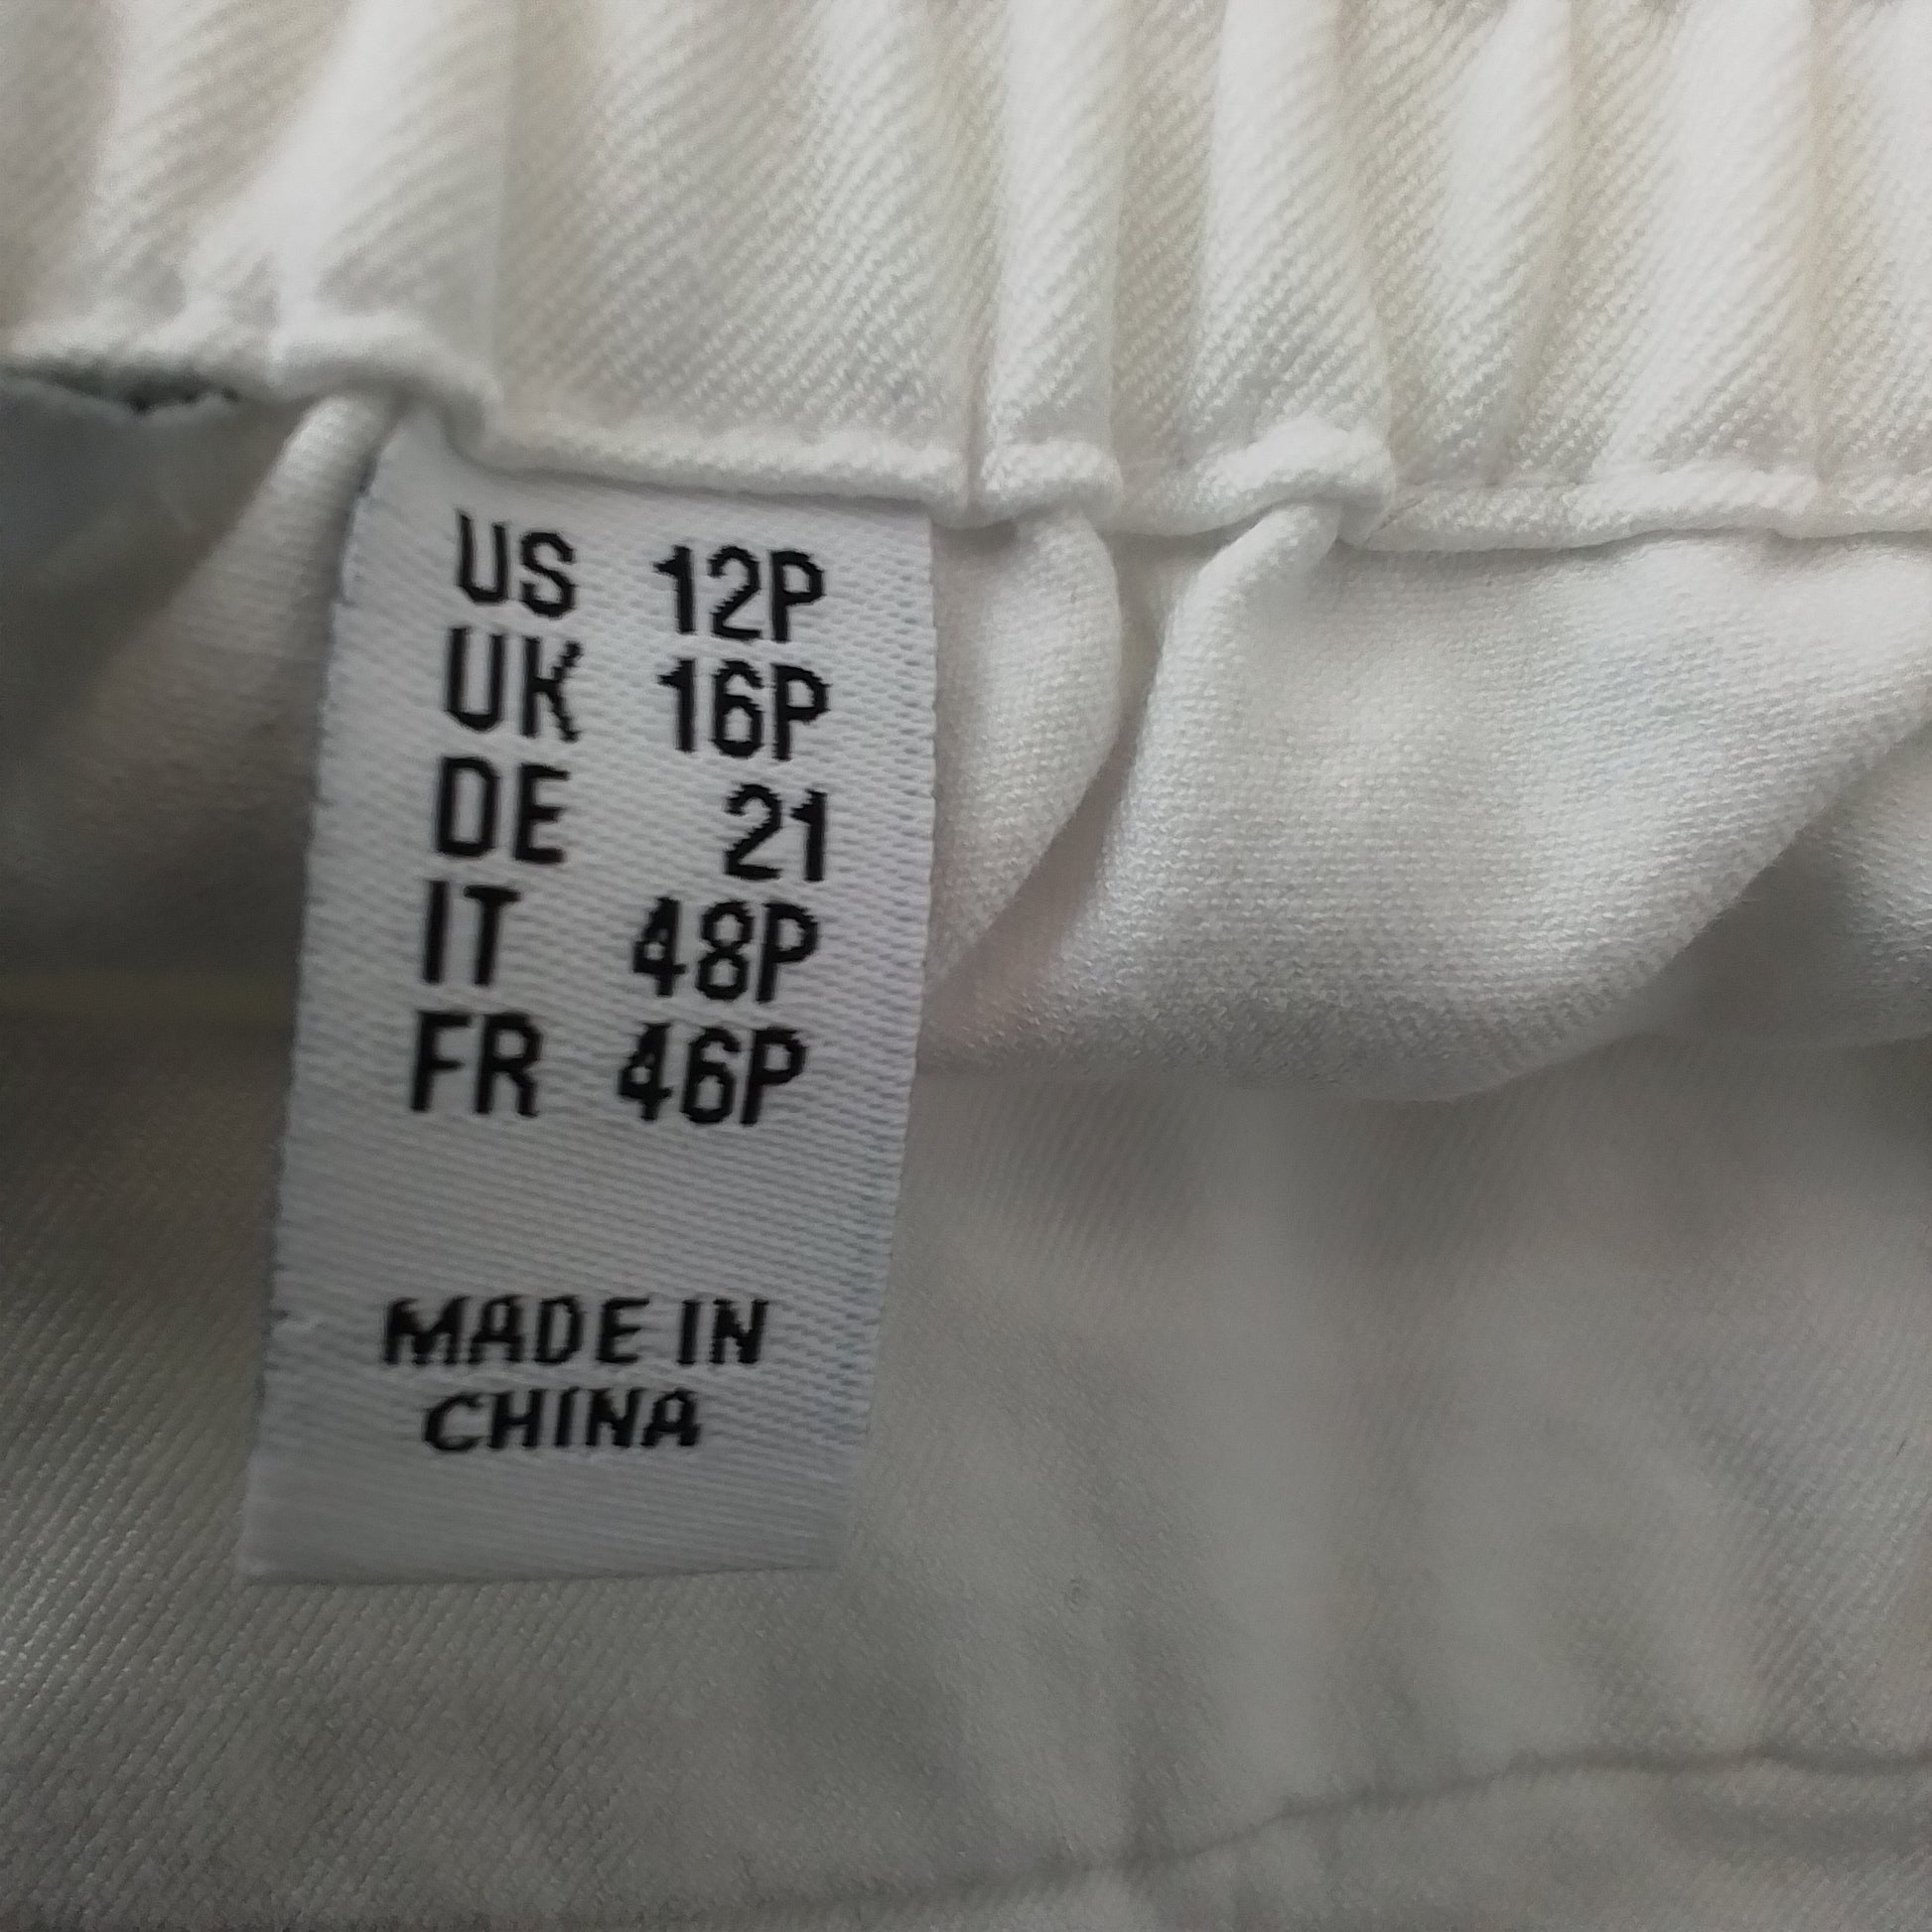 US 12P
UK 16P
DE 21
IT 48P
FR 46P
MADE IN
CHINA